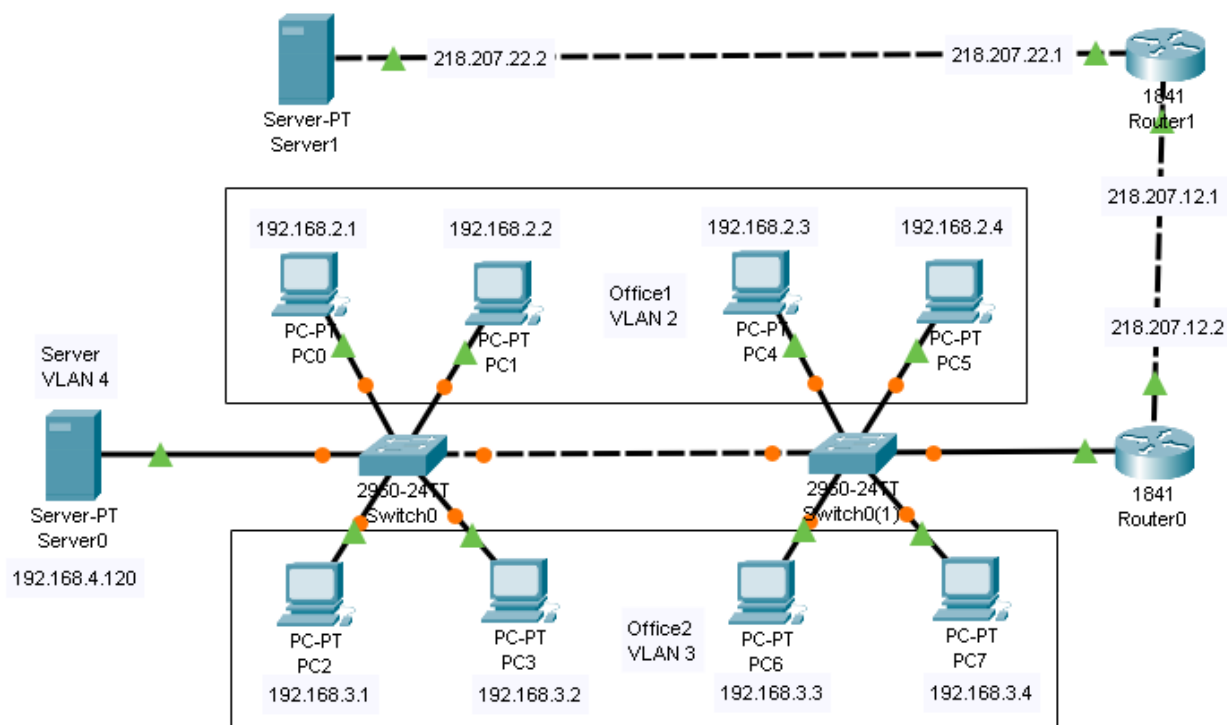 218.207.22.2
218.207.22.1
Server-PT
Server1
1841
Router1
218.207.12.1
192.168.2.1
192.168.2.2
192.168.2.3
192.168.2.4
Office1
VLAN 2
PC-PT
PC0
PC-PT
PC1
PC-PT
PC4
PC-PT
PC5
218.207.12.2
Server
VLAN 4
Server-PT
Server0
192.168.4.120
2960-24TT
Switch0
2960-24TT
Switch0(1)
1841
Router0
PC-PT
PC2
192.168.3.1
PC-PT
PC3
192.168.3.2
Office2
VLAN 3
PC-PT
PC6
192.168.3.3
PC-PT
PC7
192.168.3.4